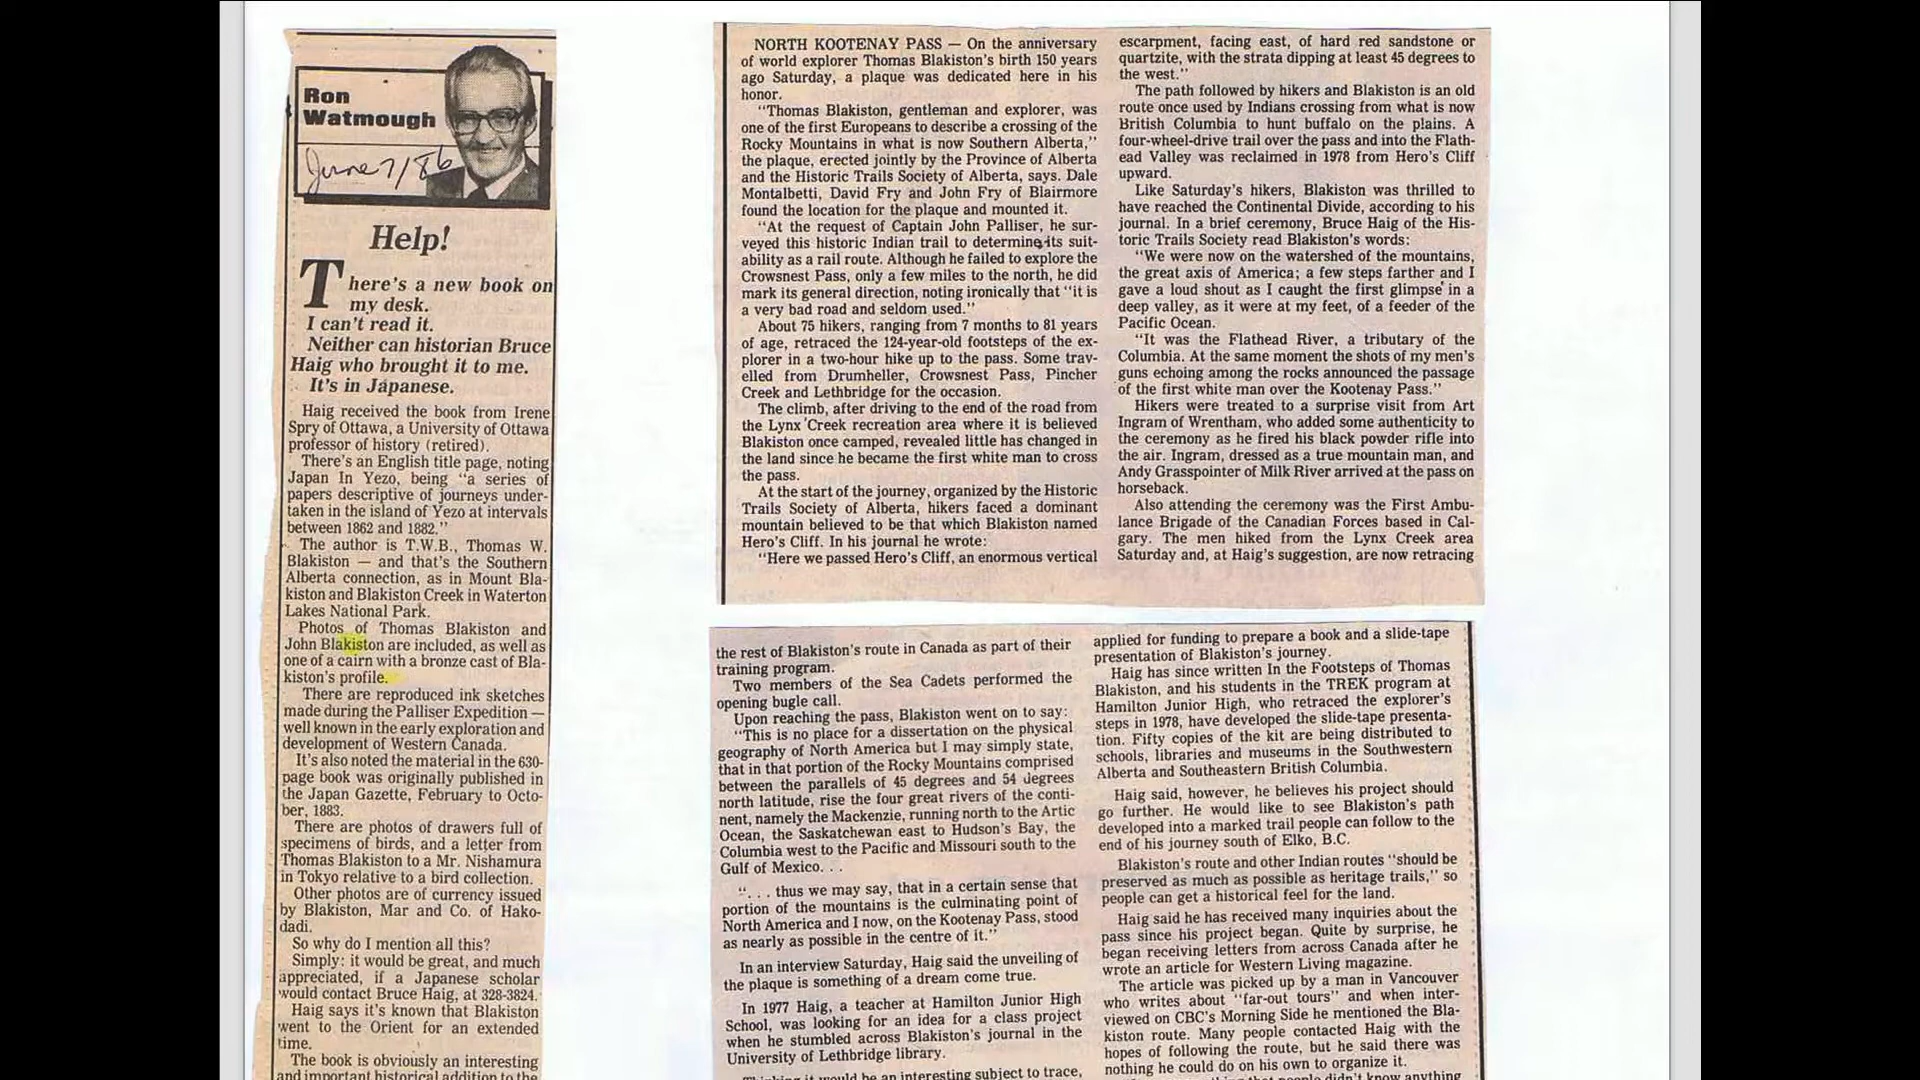 Ron
Watmough
June 7/86
Help!
There's a new book on
my desk.
I can't read it.
Neither can historian Bruce
Haig who brought it to me.
It's in Japanese.
Haig received the book from Irene
Spry of Ottawa, a University of Ottawa
professor of history (retired).
There's an English title page, noting
Japan In Yezo, being "a series of
papers descriptive of journeys under-
taken in the island of Yezo at intervals
between 1862 and 1882."
The author is T.W.B., Thomas W.
Blakiston — and that's the Southern
Alberta connection, as in Mount Bla-
kiston and Blakiston Creek in Waterton
Lakes National Park.
Photos of Thomas Blakiston and
John Blakiston are included, as well as
one of a cairn with a bronze cast of Bla-
kiston's profile.
There are reproduced ink sketches
made during the Palliser Expedition —
well known in the early exploration and
development of Western Canada.
It's also noted the material in the 630-
page book was originally published in
the Japan Gazette, February to Octo-
ber, 1883.
There are photos of drawers full of
specimens of birds, and a letter from
Thomas Blakiston to a Mr. Nishamura
in Tokyo relative to a bird collection.
Other photos are of currency issued
by Blakiston, Mar and Co. of Hako-
dadi.
So why do I mention all this?
Simply: it would be great, and much
appreciated, if a Japanese scholar
would contact Bruce Haig, at 328-3824.
Haig says it's known that Blakiston
went to the Orient for an extended
time.
The book is obviously an interesting
and important historical addition to the
NORTH KOOTENAY PASS — On the anniversary
of world explorer Thomas Blakiston's birth 150 years
ago Saturday, a plaque was dedicated here in his
honor.
"Thomas Blakiston, gentleman and explorer, was
one of the first Europeans to describe a crossing of the
Rocky Mountains in what is now Southern Alberta,"
the plaque, erected jointly by the Province of Alberta
and the Historic Trails Society of Alberta, says. Dale
Montalbetti, David Fry and John Fry of Blairmore
found the location for the plaque and mounted it.
"At the request of Captain John Palliser, he sur-
veyed this historic Indian trail to determine its suit-
ability as a rail route. Although he failed to explore the
Crowsnest Pass, only a few miles to the north, he did
mark its general direction, noting ironically that "it is
a very bad road and seldom used."
About 75 hikers, ranging from 7 months to 81 years
of age, retraced the 124-year-old footsteps of the ex-
plorer in a two-hour hike up to the pass. Some trav-
elled from Drumheller, Crowsnest Pass, Pincher
Creek and Lethbridge for the occasion.
The climb, after driving to the end of the road from
the Lynx Creek recreation area where it is believed
Blakiston once camped, revealed little has changed in
the land since he became the first white man to cross
the pass.
At the start of the journey, organized by the Historic
Trails Society of Alberta, hikers faced a dominant
mountain believed to be that which Blakiston named
Hero's Cliff. In his journal he wrote:
"Here we passed Hero's Cliff, an enormous vertical
escarpment, facing east, of hard red sandstone or
quartzite, with the strata dipping at least 45 degrees to
the west."
The path followed by hikers and Blakiston is an old
route once used by Indians crossing from what is now
British Columbia to hunt buffalo on the plains. A
four-wheel-drive trail over the pass and into the Flath-
ead Valley was reclaimed in 1978 from Hero's Cliff
upward.
Like Saturday's hikers, Blakiston was thrilled to
have reached the Continental Divide, according to his
journal. In a brief ceremony, Bruce Haig of the His-
toric Trails Society read Blakiston's words:
"We were now on the watershed of the mountains,
the great axis of America; a few steps farther and I
gave a loud shout as I caught the first glimpse in a
deep valley, as it were at my feet, of a feeder of the
Pacific Ocean.
"It was the Flathead River, a tributary of the
Columbia. At the same moment the shots of my men's
guns echoing among the rocks announced the passage
of the first white man over the Kootenay Pass."
Hikers were treated to a surprise visit from Art
Ingram of Wrentham, who added some authenticity to
the ceremony as he fired his black powder rifle into
the air. Ingram, dressed as a true mountain man, and
Andy Grasspointer of Milk River arrived at the pass on
horseback.
Also attending the ceremony was the First Ambu-
lance Brigade of the Canadian Forces based in Cal-
gary. The men hiked from the Lynx Creek area
Saturday and, at Haig's suggestion, are now retracing
the rest of Blakiston's route in Canada as part of their
training program.
Two members of the Sea Cadets performed the
opening bugle call.
Upon reaching the pass, Blakiston went on to say:
"This is no place for a dissertation on the physical
geography of North America but I may simply state,
that in that portion of the Rocky Mountains comprised
between the parallels of 45 degrees and 54 degrees
north latitude, rise the four great rivers of the conti-
nent, namely the Mackenzie, running north to the Artic
Ocean, the Saskatchewan east to Hudson's Bay, the
Columbia west to the Pacific and Missouri south to the
Gulf of Mexico. . .
". . . thus we may say, that in a certain sense that
portion of the mountains is the culminating point of
North America and I now, on the Kootenay Pass, stood
as nearly as possible in the centre of it."
In an interview Saturday, Haig said the unveiling of
the plaque is something of a dream come true.
In 1977 Haig, a teacher at Hamilton Junior High
School, was looking for an idea for a class project
when he stumbled across Blakiston's journal in the
University of Lethbridge library.
Thinking it would be an interesting subject to trace,
applied for funding to prepare a book and a slide-tape
presentation of Blakiston's journey.
Haig has since written In the Footsteps of Thomas
Blakiston, and his students in the TREK program at
Hamilton Junior High, who retraced the explorer's
steps in 1978, have developed the slide-tape presenta-
tion. Fifty copies of the kit are being distributed to
schools, libraries and museums in the Southwestern
Alberta and Southeastern British Columbia.
Haig said, however, he believes his project should
go further. He would like to see Blakiston's path
developed into a marked trail people can follow to the
end of his journey south of Elko, B.C.
Blakiston's route and other Indian routes "should be
preserved as much as possible as heritage trails," so
people can get a historical feel for the land.
Haig said he has received many inquiries about the
pass since his project began. Quite by surprise, he
began receiving letters from across Canada after he
wrote an article for Western Living magazine.
The article was picked up by a man in Vancouver
who writes about "far-out tours" and when inter-
viewed on CBC's Morning Side he mentioned the Bla-
kiston route. Many people contacted Haig with the
hopes of following the route, but he said there was
nothing he could do on his own to organize it.
that people didn't know anything